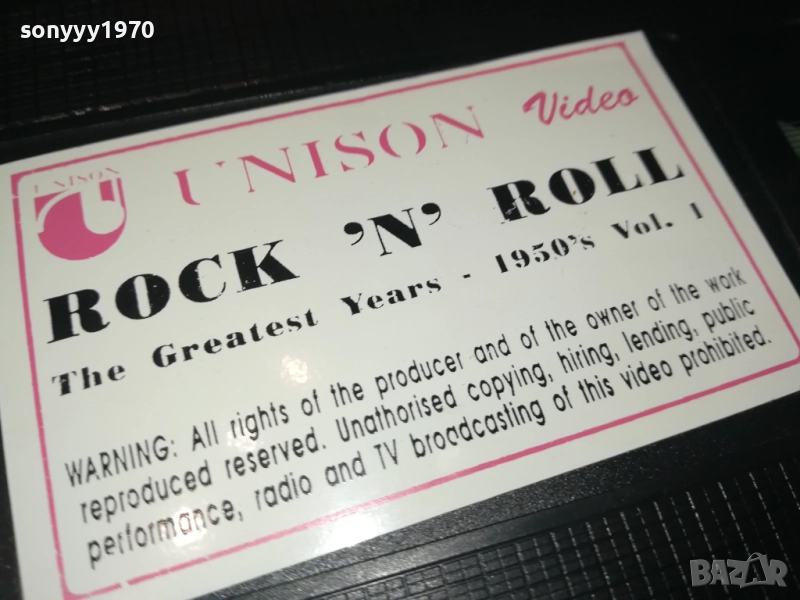 sonyyy1970
UNISON
UNISON Video
ROCK 'N' ROLL
The Greatest Years - 1950's Vol. 1
WARNING: All rights of the producer and of the owner of the work
reproduced reserved. Unathorised copying, hiring, lending, public
performance, radio and TV broadcasting of this video prohibited.
BAZAR